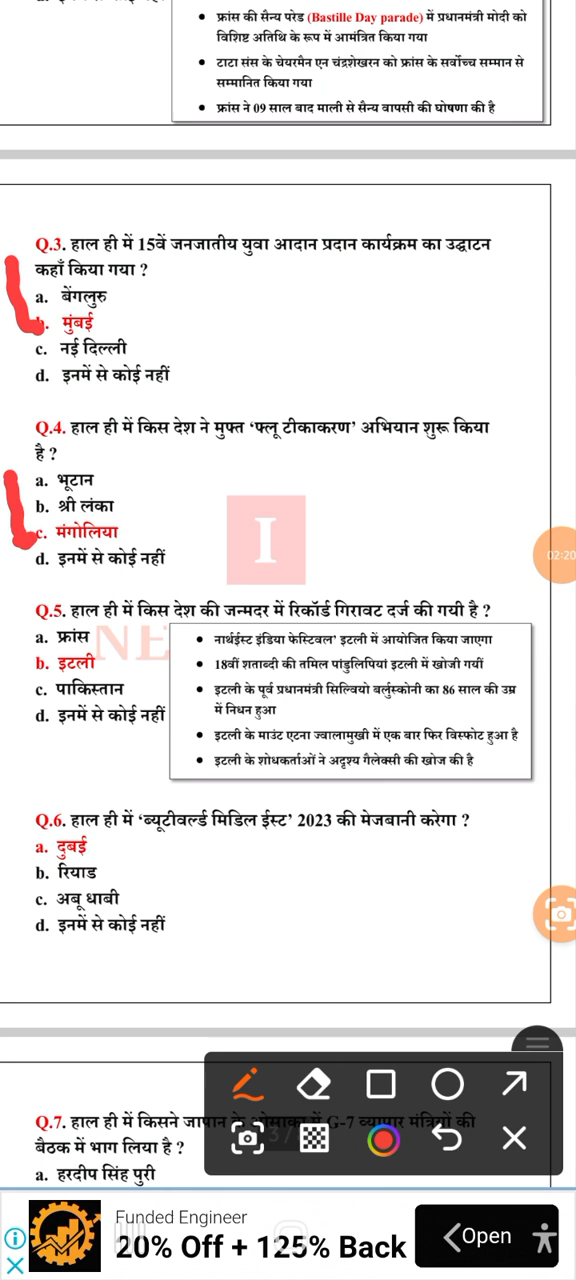 फ्रांस की सैन्य परेड (Bastille Day parade) में प्रधानमंत्री मोदी को
विशिष्ट अतिथि के रूप में आमंत्रित किया गया
टाटा संस के चेयरमैन एन चंद्रशेखरन को फ्रांस के सर्वोच्च सम्मान से
सम्मानित किया गया
फ्रांस ने 09 साल बाद माली से सैन्य वापसी की घोषणा की है
Q.3. हाल ही में 15वें जनजातीय युवा आदान प्रदान कार्यक्रम का उद्घाटन
कहाँ किया गया ?
a. बेंगलुरु
b. मुंबई
c. नई दिल्ली
d. इनमें से कोई नहीं
Q.4. हाल ही में किस देश ने मुफ्त ‘फ्लू टीकाकरण’ अभियान शुरू किया
है ?
a. भूटान
b. श्री लंका
c. मंगोलिया
d. इनमें से कोई नहीं
I
02:20
Q.5. हाल ही में किस देश की जन्मदर में रिकॉर्ड गिरावट दर्ज की गयी है ?
a. फ्रांस
b. इटली
c. पाकिस्तान
d. इनमें से कोई नहीं
NE
नार्थईस्ट इंडिया फेस्टिवल’ इटली में आयोजित किया जाएगा
18वीं शताब्दी की तमिल पांडुलिपियां इटली में खोजी गयीं
इटली के पूर्व प्रधानमंत्री सिल्वियो बर्लुस्कोनी का 86 साल की उम्र
में निधन हुआ
इटली के माउंट एटना ज्वालामुखी में एक बार फिर विस्फोट हुआ है
इटली के शोधकर्ताओं ने अदृश्य गैलेक्सी की खोज की है
Q.6. हाल ही में ‘ब्यूटीवर्ल्ड मिडिल ईस्ट’ 2023 की मेजबानी करेगा ?
a. दुबई
b. रियाड
c. अबू धाबी
d. इनमें से कोई नहीं
Q.7. हाल ही में किसने जापान के ओसाका में G-7 व्यापार मंत्रियों की
बैठक में भाग लिया है ?
a. हरदीप सिंह पुरी
Funded Engineer
20% Off + 125% Back
Open